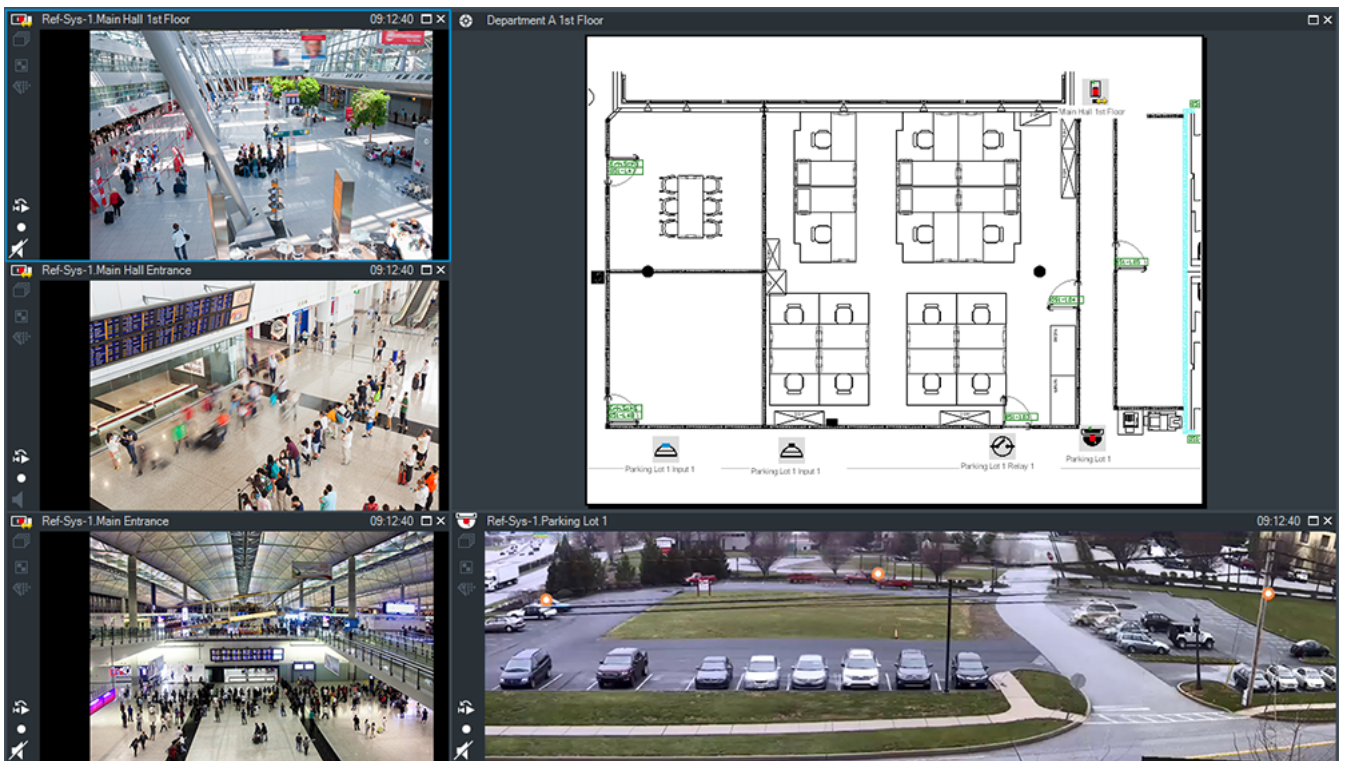 Ref-Sys-1.Main Hall 1st Floor 09:12:40
Department A 1st Floor
Main Hall 1st Floor
Ref-Sys-1.Main Hall Entrance 09:12:40
Parking Lot 1 Input 1
Parking Lot 1 Input 1
Parking Lot 1 Relay 1
Parking Lot 1
Ref-Sys-1.Main Entrance 09:12:40
Ref-Sys-1.Parking Lot 1 09:12:40